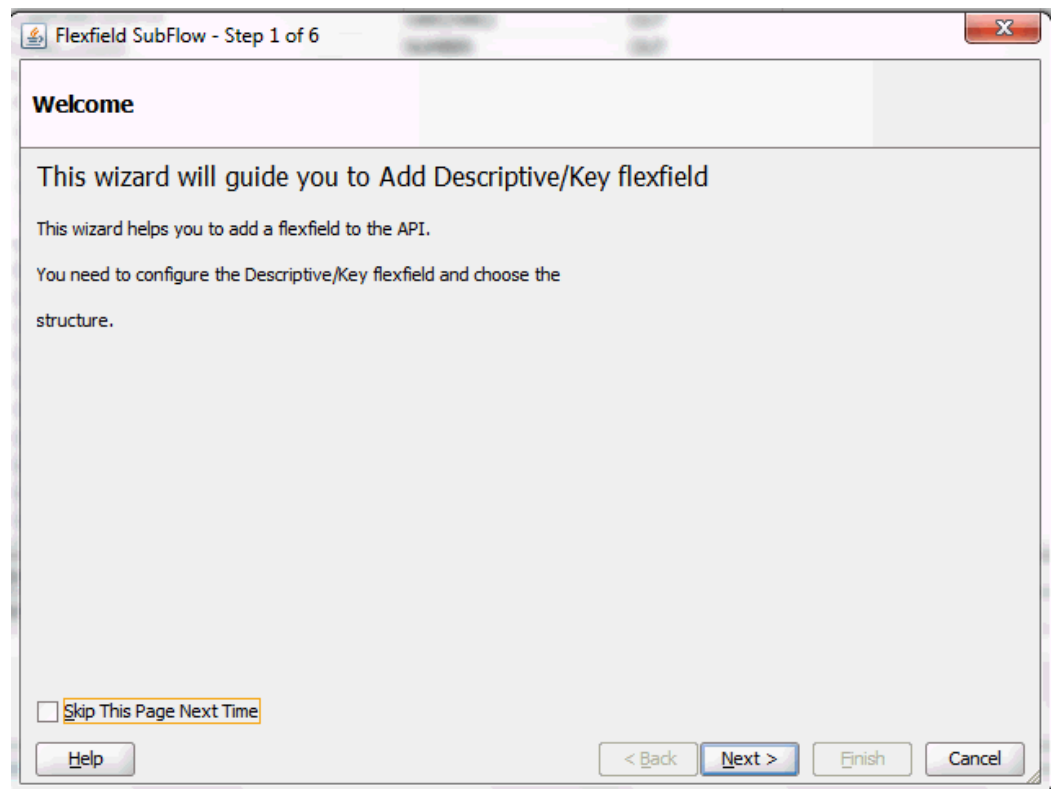 Flexfield SubFlow - Step 1 of 6
Welcome
This wizard will guide you to Add Descriptive/Key flexfield
This wizard helps you to add a flexfield to the API.
You need to configure the Descriptive/Key flexfield and choose the
structure.
Skip This Page Next Time
Help < Back Next > Finish Cancel